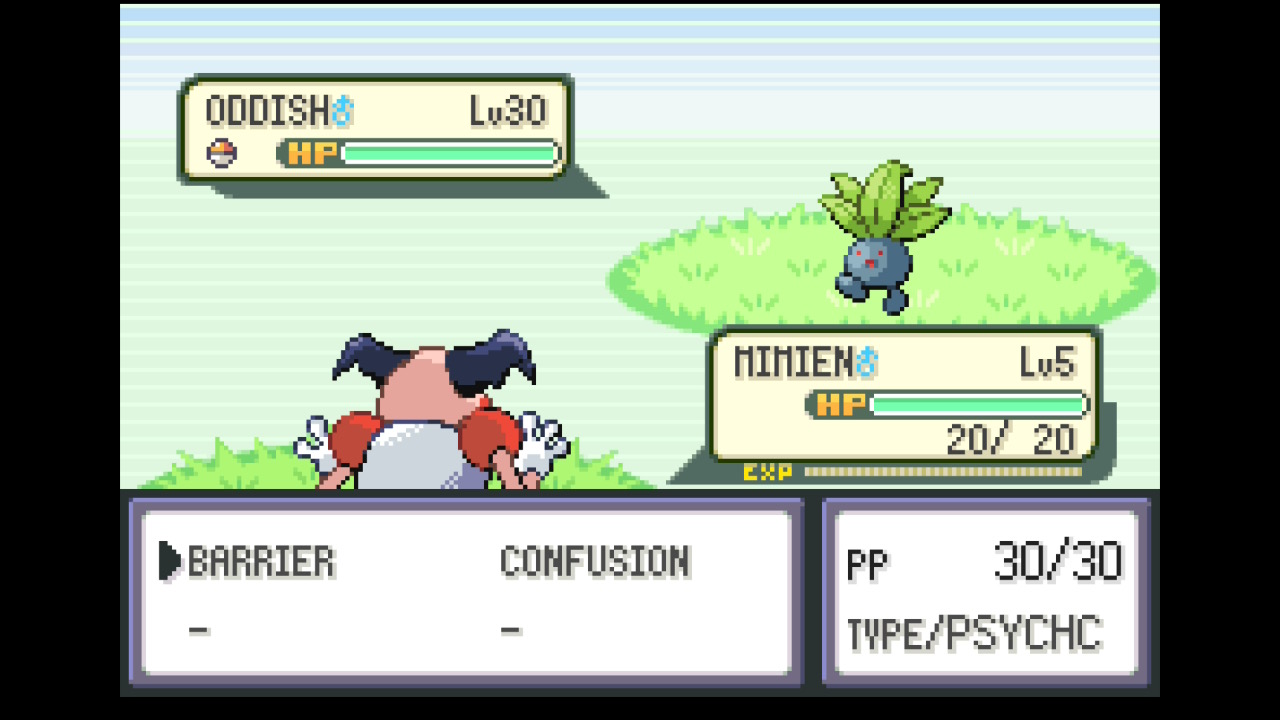 ODDISH♂ Lv30
HP
MIMIEN♂ Lv5
HP
20/ 20
EXP
BARRIER CONFUSION
- -
PP 30/30
TYPE/PSYCHC